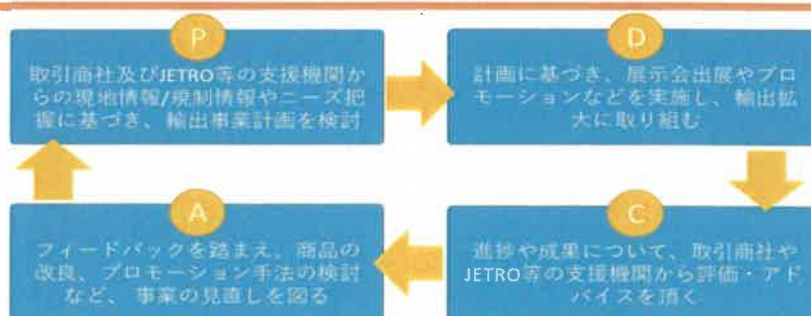 P
取引商社及びJETRO等の支援機関か
らの現地情報/規制情報やニーズ把
握に基づき、輸出事業計画を検討
D
計画に基づき、展示会出展やプロ
モーションなどを実施し、輸出拡
大に取り組む
A
フィードバックを踏まえ、商品の
改良、プロモーション手法の検討
など、事業の見直しを図る
C
進捗や成果について、取引商社や
JETRO等の支援機関から評価・アド
バイスを頂く